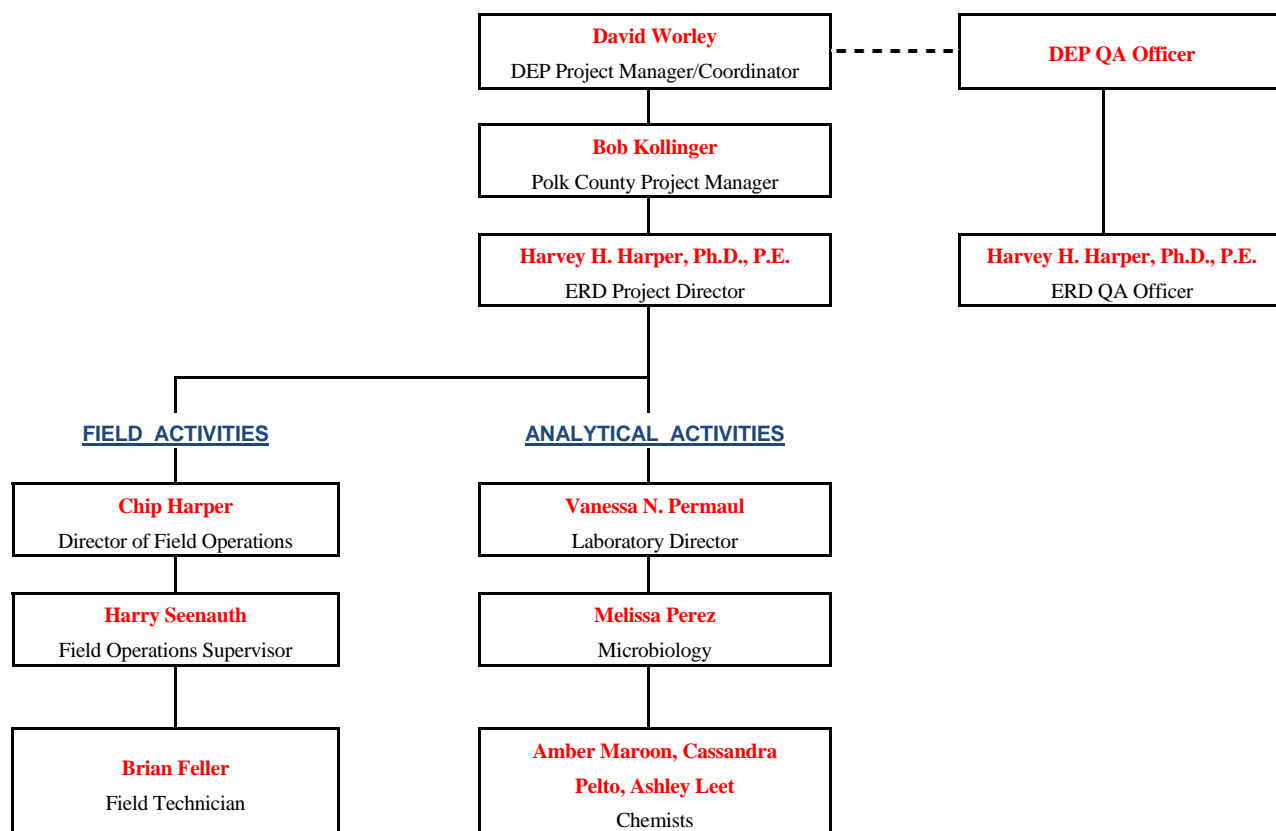 David Worley
DEP Project Manager/Coordinator
DEP QA Officer
Bob Kollinger
Polk County Project Manager
Harvey H. Harper, Ph.D., P.E.
ERD Project Director
Harvey H. Harper, Ph.D., P.E.
ERD QA Officer
FIELD ACTIVITIES
ANALYTICAL ACTIVITIES
Chip Harper
Director of Field Operations
Vanessa N. Permaul
Laboratory Director
Harry Seenauth
Field Operations Supervisor
Melissa Perez
Microbiology
Brian Feller
Field Technician
Amber Maroon, Cassandra
Pelto, Ashley Leet
Chemists